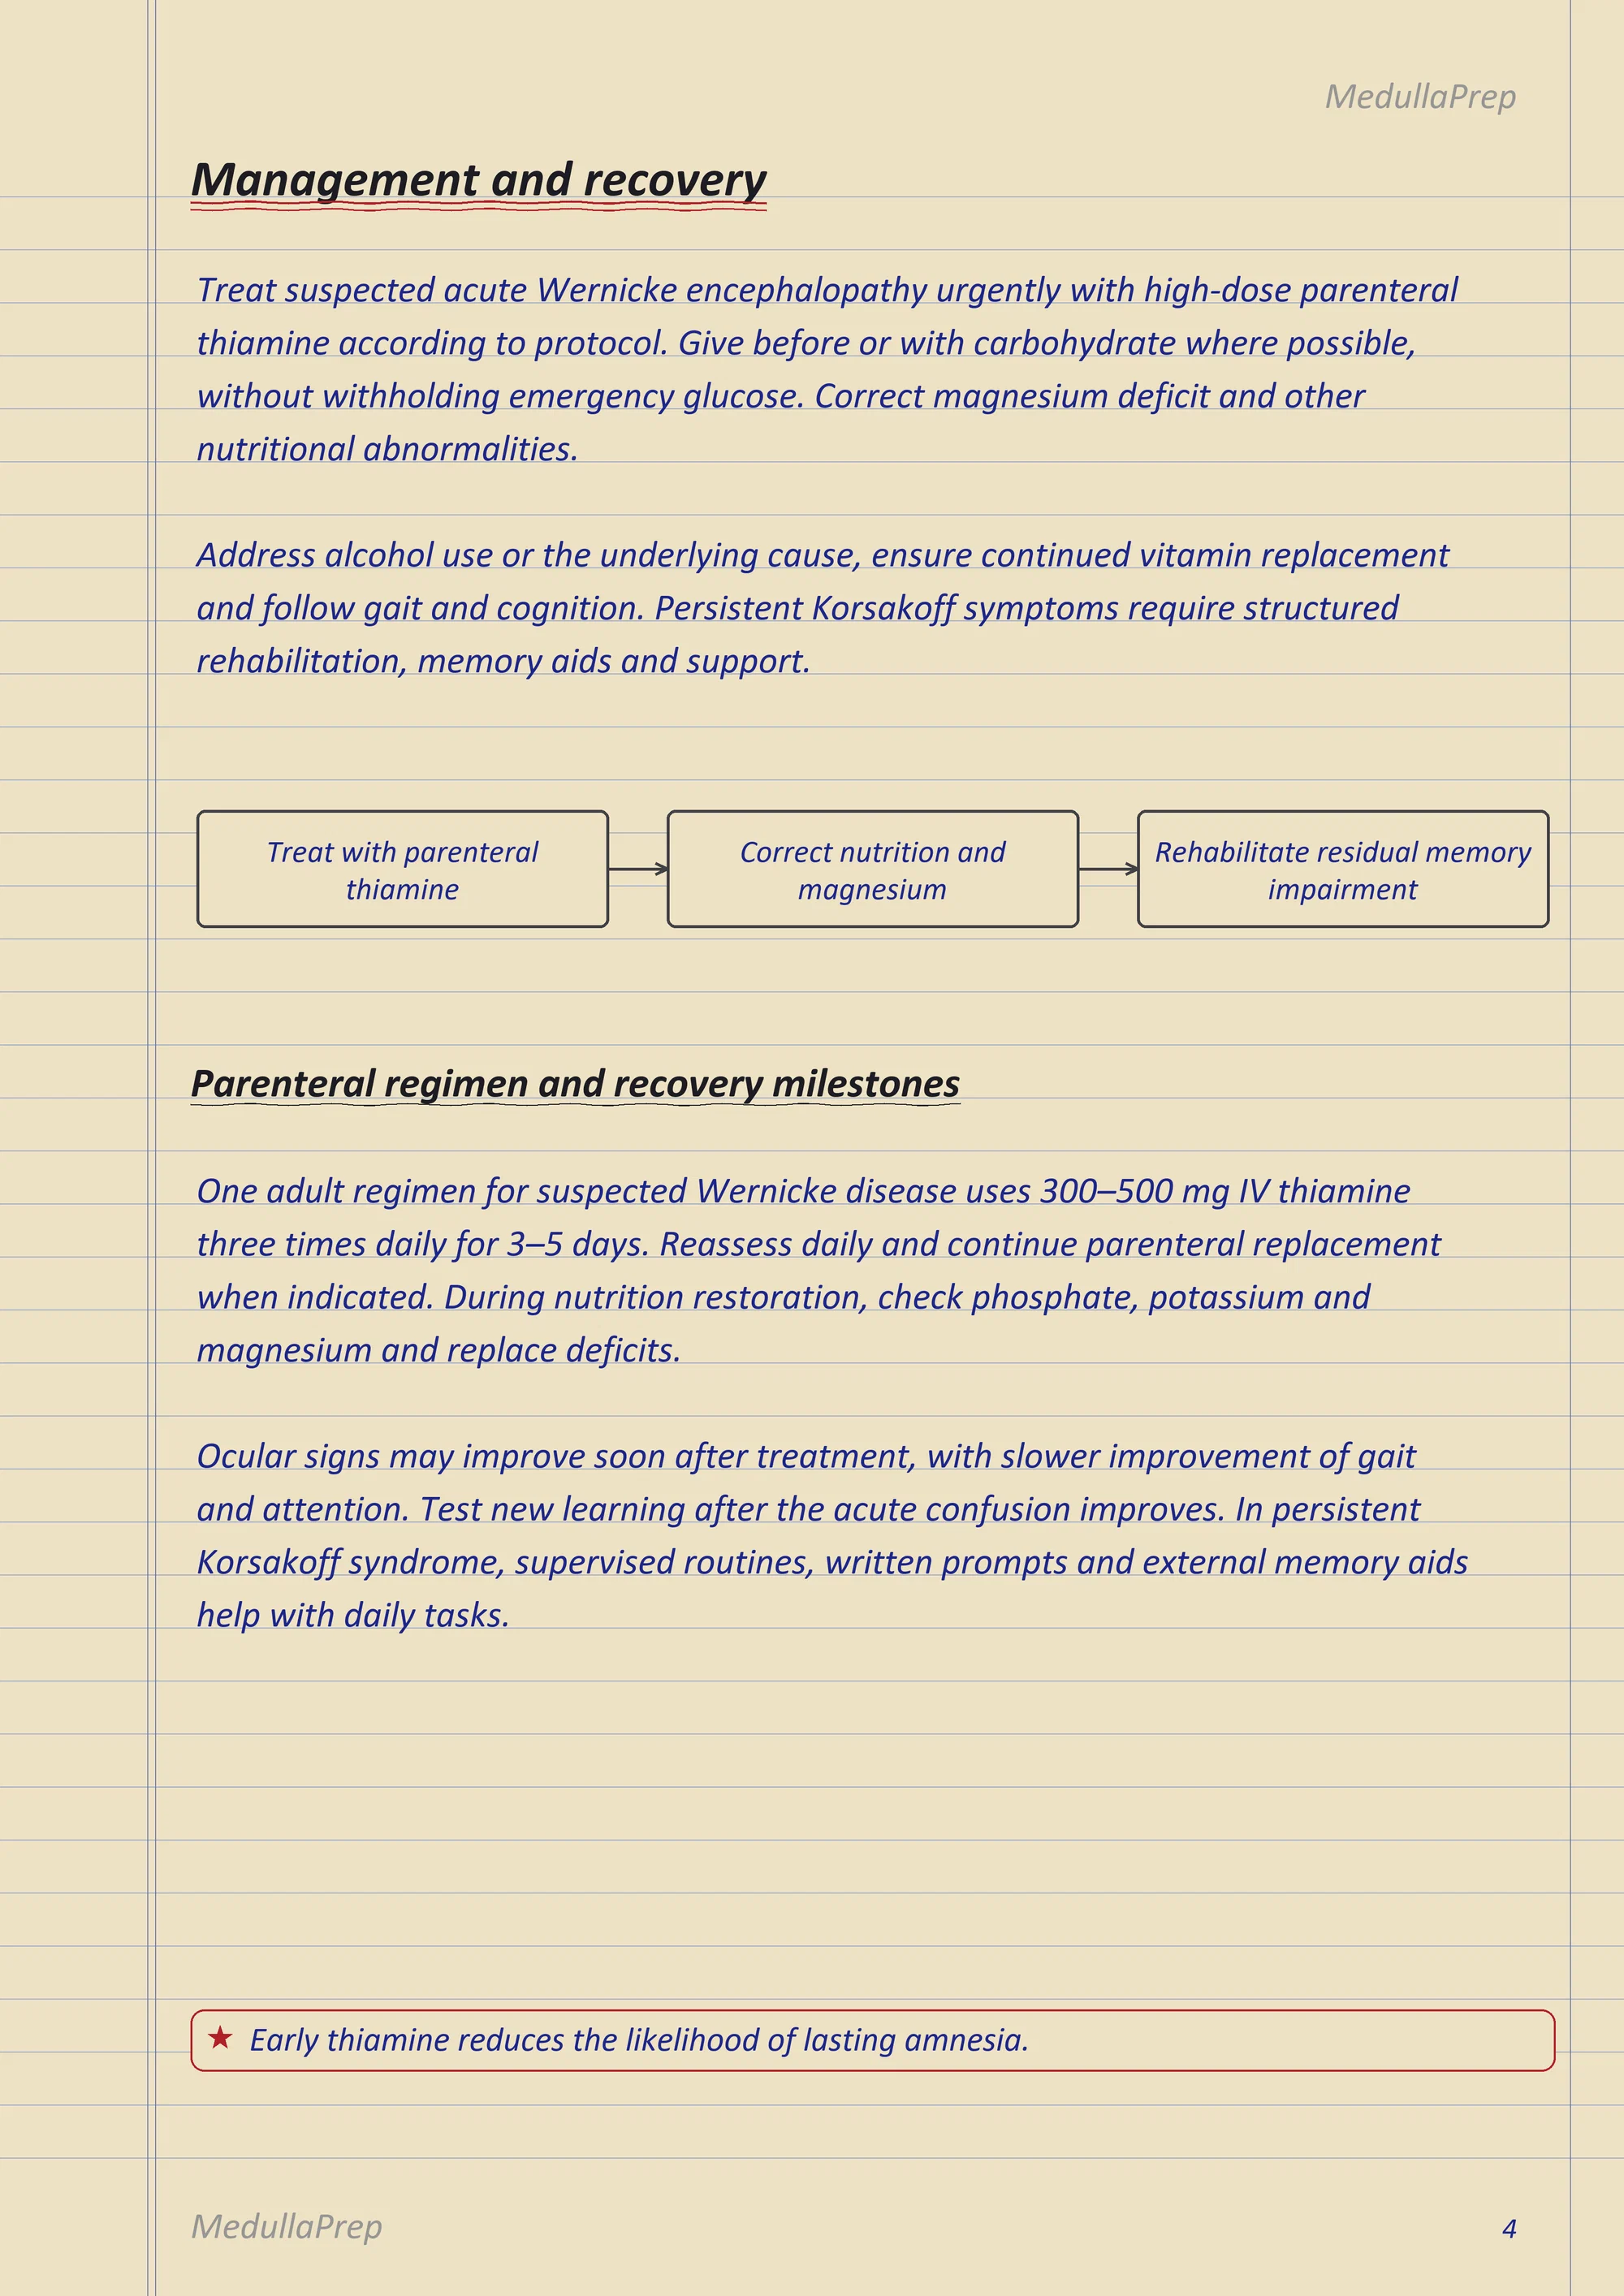 MedullaPrep
Management and recovery
Treat suspected acute Wernicke encephalopathy urgently with high-dose parenteral
thiamine according to protocol. Give before or with carbohydrate where possible,
without withholding emergency glucose. Correct magnesium deficit and other
nutritional abnormalities.
Address alcohol use or the underlying cause, ensure continued vitamin replacement
and follow gait and cognition. Persistent Korsakoff symptoms require structured
rehabilitation, memory aids and support.
Treat with parenteral
thiamine
Correct nutrition and
magnesium
Rehabilitate residual memory
impairment
Parenteral regimen and recovery milestones
One adult regimen for suspected Wernicke disease uses 300–500 mg IV thiamine
three times daily for 3–5 days. Reassess daily and continue parenteral replacement
when indicated. During nutrition restoration, check phosphate, potassium and
magnesium and replace deficits.
Ocular signs may improve soon after treatment, with slower improvement of gait
and attention. Test new learning after the acute confusion improves. In persistent
Korsakoff syndrome, supervised routines, written prompts and external memory aids
help with daily tasks.
★ Early thiamine reduces the likelihood of lasting amnesia.
MedullaPrep
4